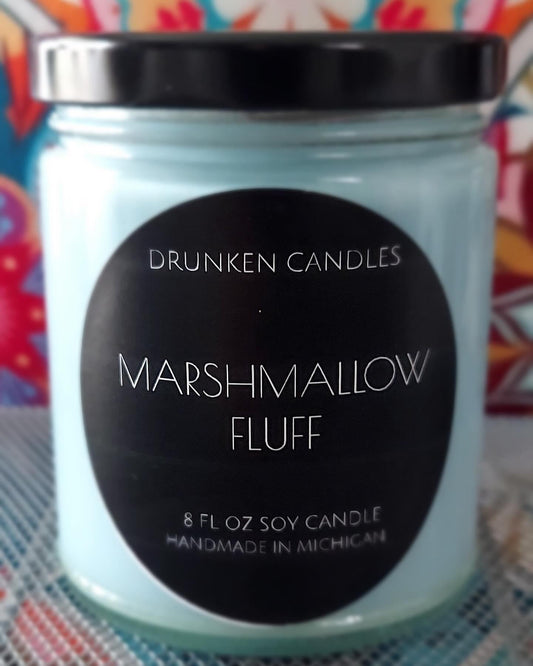 DRUNKEN CANDLES
MARSHMALLOW
FLUFF
8 FL OZ SOY CANDLE
HANDMADE IN MICHIGAN